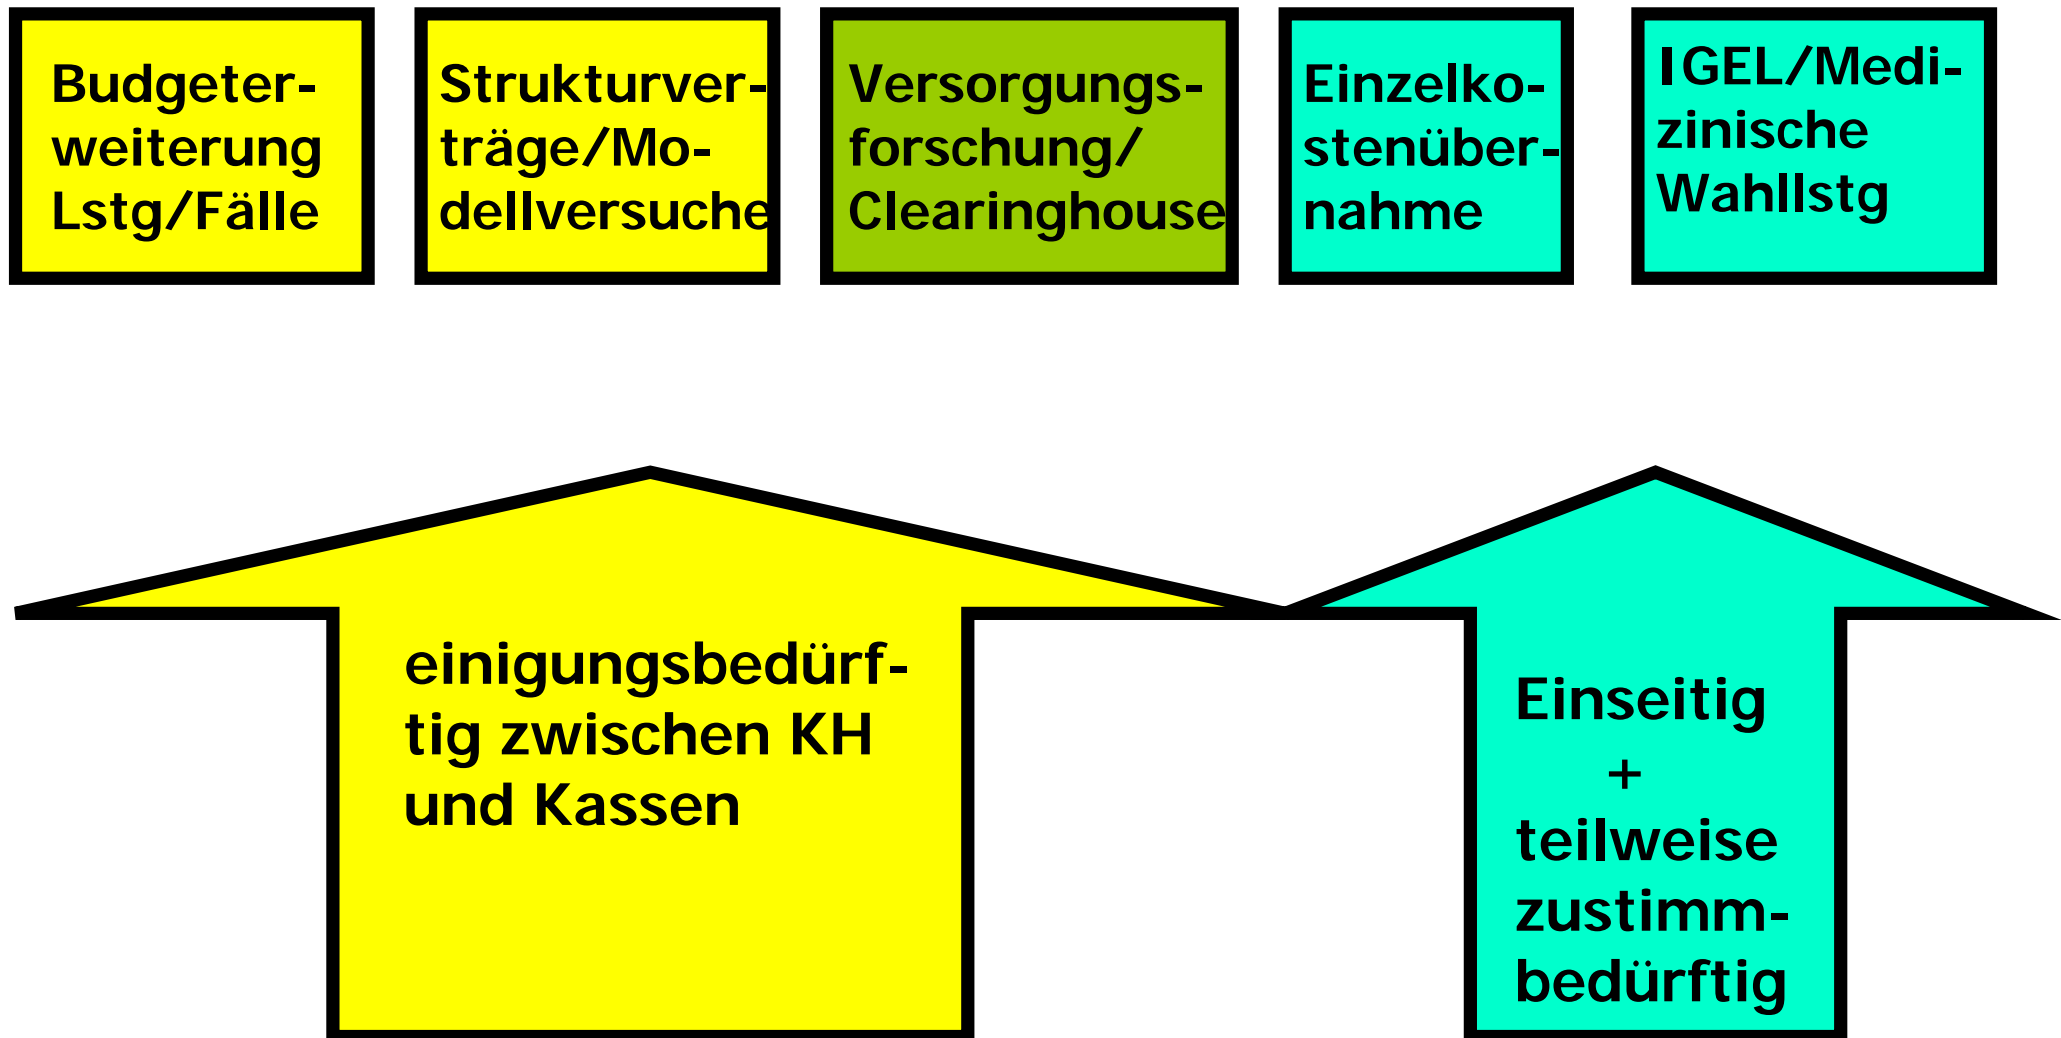 Budgeter-
weiterung
Lstg/Fälle
Strukturver-
träge/Mo-
dellversuche
Versorgungs-
forschung/
Clearinghouse
Einzelko-
stenüber-
nahme
IGEL/Medi-
zinische
Wahllstg
einigungsbedürf-
tig zwischen KH
und Kassen
Einseitig
+
teilweise
zustimm-
bedürftig